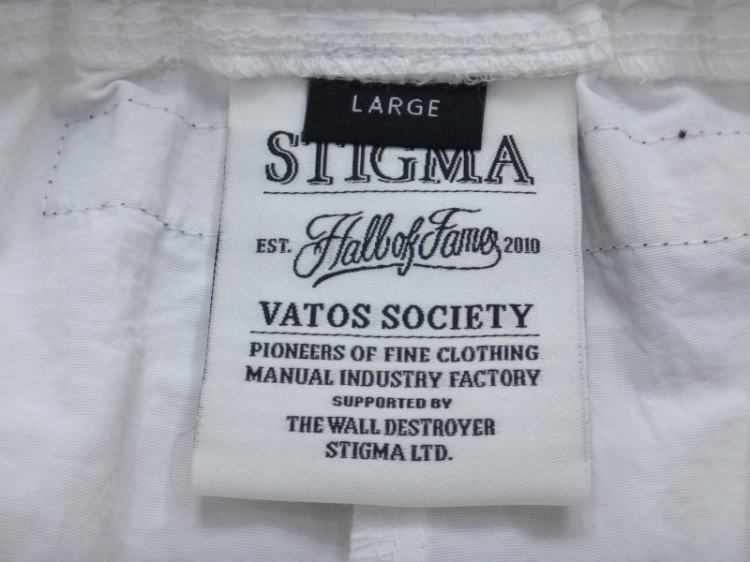 LARGE
STIGMA
EST. Hall of Fames 2010
VATOS SOCIETY
PIONEERS OF FINE CLOTHING
MANUAL INDUSTRY FACTORY
SUPPORTED BY
THE WALL DESTROYER
STIGMA LTD.